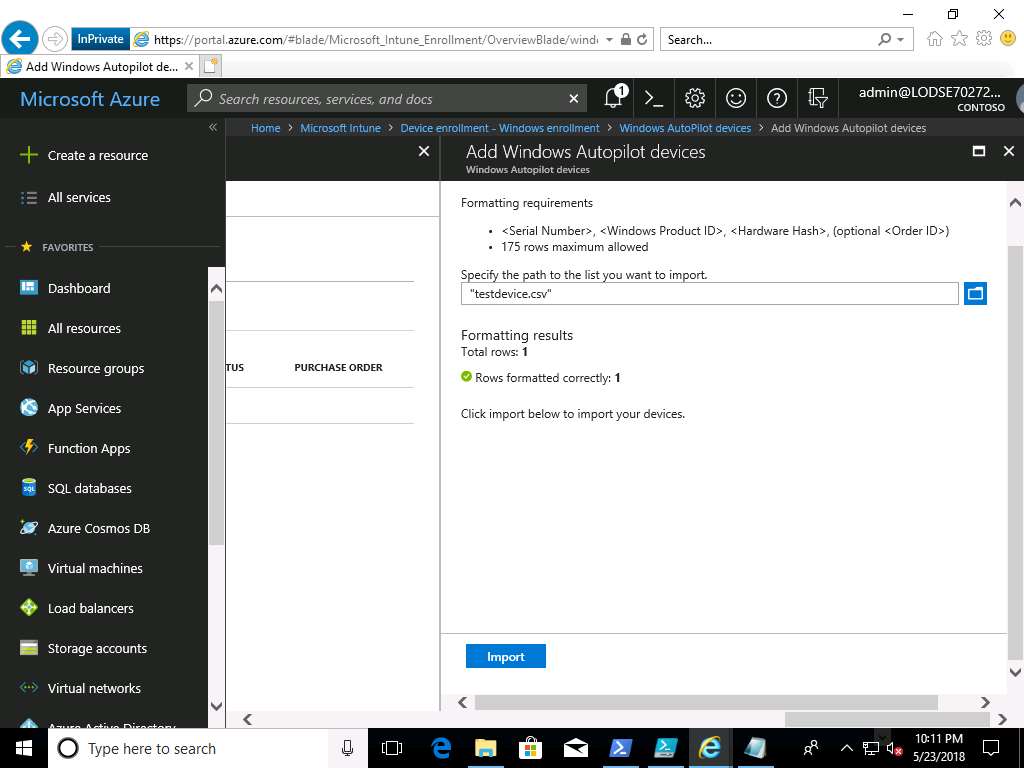 InPrivate
https://portal.azure.com/#blade/Microsoft_Intune_Enrollment/OverviewBlade/wind
Search...
Add Windows Autopilot de...
Microsoft Azure
Search resources, services, and docs
1
admin@LODSE70272...
CONTOSO
Home > Microsoft Intune > Device enrollment - Windows enrollment > Windows AutoPilot devices > Add Windows Autopilot devices
Create a resource
All services
FAVORITES
Dashboard
All resources
Resource groups
App Services
Function Apps
SQL databases
Azure Cosmos DB
Virtual machines
Load balancers
Storage accounts
Virtual networks
Azure Active Directory
TUS
PURCHASE ORDER
Add Windows Autopilot devices
Windows Autopilot devices
Formatting requirements
• <Serial Number>, <Windows Product ID>, <Hardware Hash>, (optional <Order ID>)
• 175 rows maximum allowed
Specify the path to the list you want to import.
"testdevice.csv"
Formatting results
Total rows: 1
Rows formatted correctly: 1
Click import below to import your devices.
Import
Type here to search
10:11 PM
5/23/2018